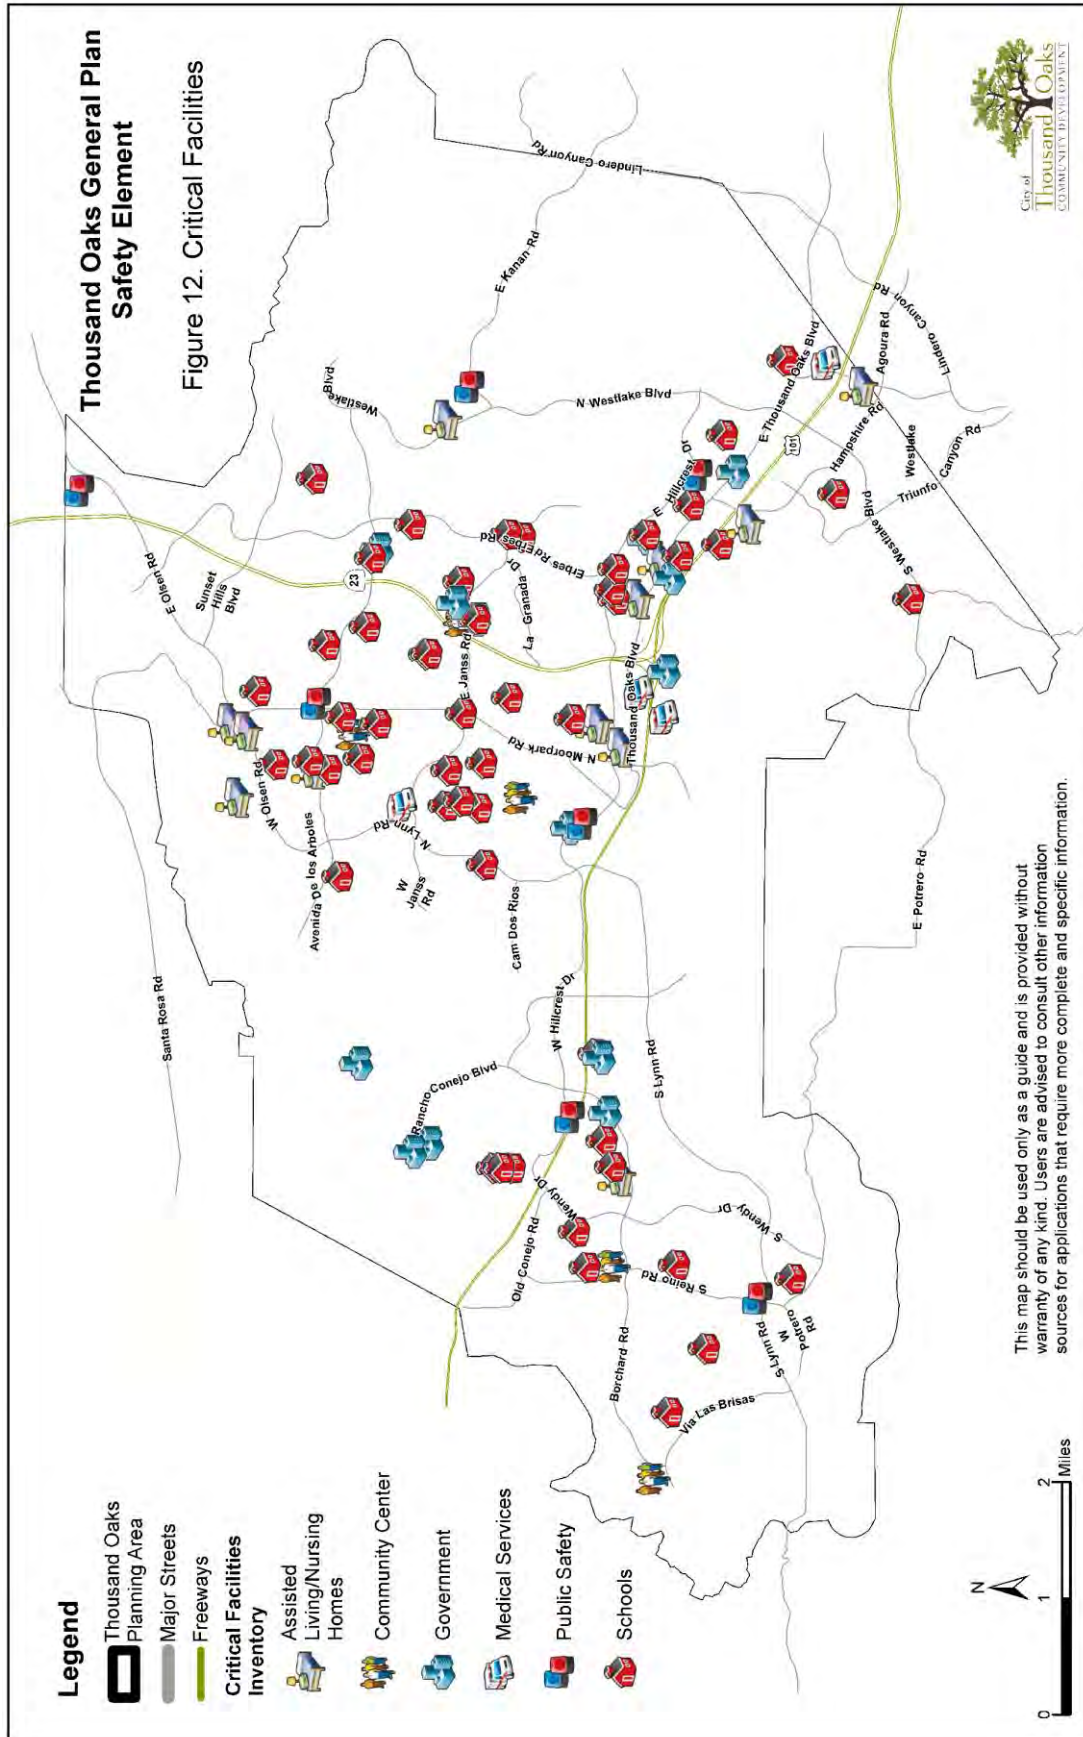 Thousand Oaks General Plan
Safety Element
Figure 12. Critical Facilities
Legend
Thousand Oaks
Planning Area
Major Streets
Freeways
Critical Facilities
Inventory
Assisted
Living/Nursing
Homes
Community Center
Government
Medical Services
Public Safety
Schools
Santa Rosa Rd
E Olsen Rd
Sunset
Hills
Blvd
W Olsen Rd
Westlake
Blvd
23
Avenida De los Arboles
N Lynn Rd
W
Janss
Rd
E Janss Rd
Erbes Rd
Erbes Rd
La Granada
Dr
N Moorpark Rd
Cam Dos Rios
E Kanan Rd
Lindero Canyon Rd
N Westlake Blvd
Rancho Conejo Blvd
W Hillcrest Dr
E Hillcrest Dr
Thousand Oaks Blvd
E Thousand Oaks Blvd
101
Old Conejo Rd
Wendy Dr
S Wendy Dr
Borchard Rd
S Reino Rd
S Lynn Rd
S Lynn Rd
W
Potrero
Rd
Via Las Brisas
E Potrero Rd
S Westlake Blvd
Hampshire Rd
Agoura Rd
Westlake
Triunfo
Canyon Rd
Lindero
Canyon Rd
N
0 1 2
Miles
This map should be used only as a guide and is provided without
warranty of any kind. Users are advised to consult other information
sources for applications that require more complete and specific information.
City of
Thousand Oaks
COMMUNITY DEVELOPMENT